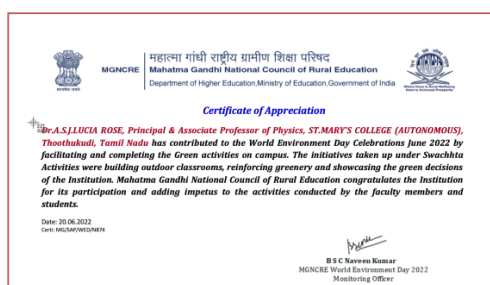 महात्मा गांधी राष्ट्रीय ग्रामीण शिक्षा परिषद
MGNCRE
Mahatma Gandhi National Council of Rural Education
Department of Higher Education,Ministry of Education,Government of India
Certificate of Appreciation
Dr.A.S.J.LUCIA ROSE, Principal & Associate Professor of Physics, ST.MARY'S COLLEGE (AUTONOMOUS),
Thoothukudi, Tamil Nadu has contributed to the World Environment Day Celebrations June 2022 by
facilitating and completing the Green activities on campus. The initiatives taken up under Swachhta
Activities were building outdoor classrooms, reinforcing greenery and showcasing the green decisions
of the Institution. Mahatma Gandhi National Council of Rural Education congratulates the Institution
for its participation and adding impetus to the activities conducted by the faculty members and
students.
Date: 20.06.2022
Certi: MG/SAP/WED/N874
B S C Naveen Kumar
MGNCRE World Environment Day 2022
Monitoring Officer